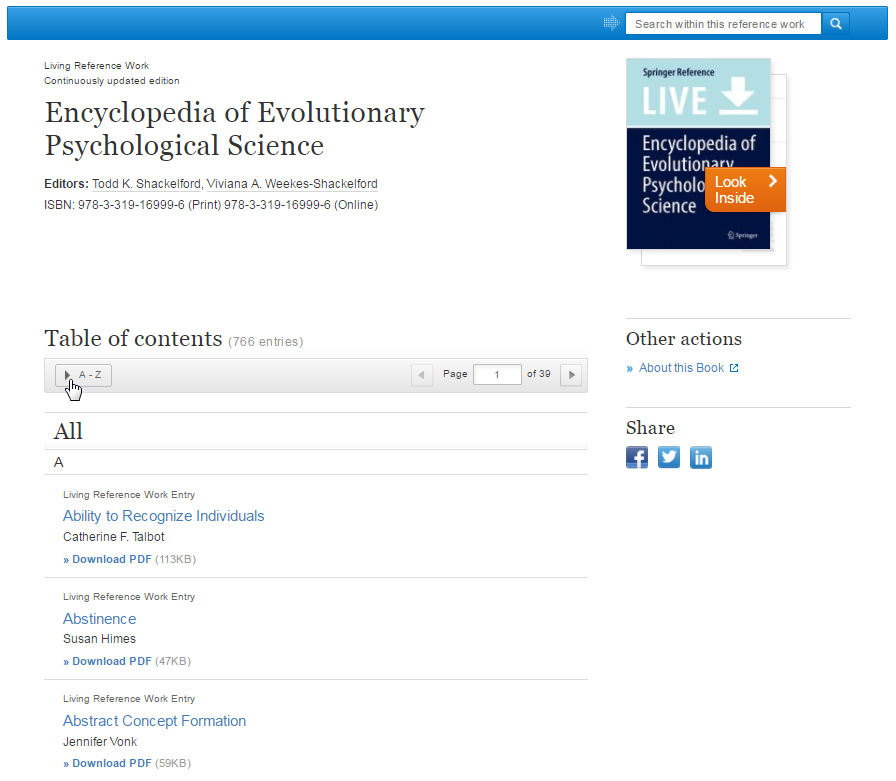 Search within this reference work
Living Reference Work
Continuously updated edition
Encyclopedia of Evolutionary
Psychological Science
Editors: Todd K. Shackelford, Viviana A. Weekes-Shackelford
ISBN: 978-3-319-16999-6 (Print) 978-3-319-16999-6 (Online)
Springer Reference
LIVE
Encyclopedia of
Evolutionary
Psycholo
Science
Look
Inside
Springer
Table of contents (766 entries)
A - Z
Page 1 of 39
All
A
Living Reference Work Entry
Ability to Recognize Individuals
Catherine F. Talbot
» Download PDF (113KB)
Living Reference Work Entry
Abstinence
Susan Himes
» Download PDF (47KB)
Living Reference Work Entry
Abstract Concept Formation
Jennifer Vonk
» Download PDF (59KB)
Other actions
» About this Book
Share
f
in